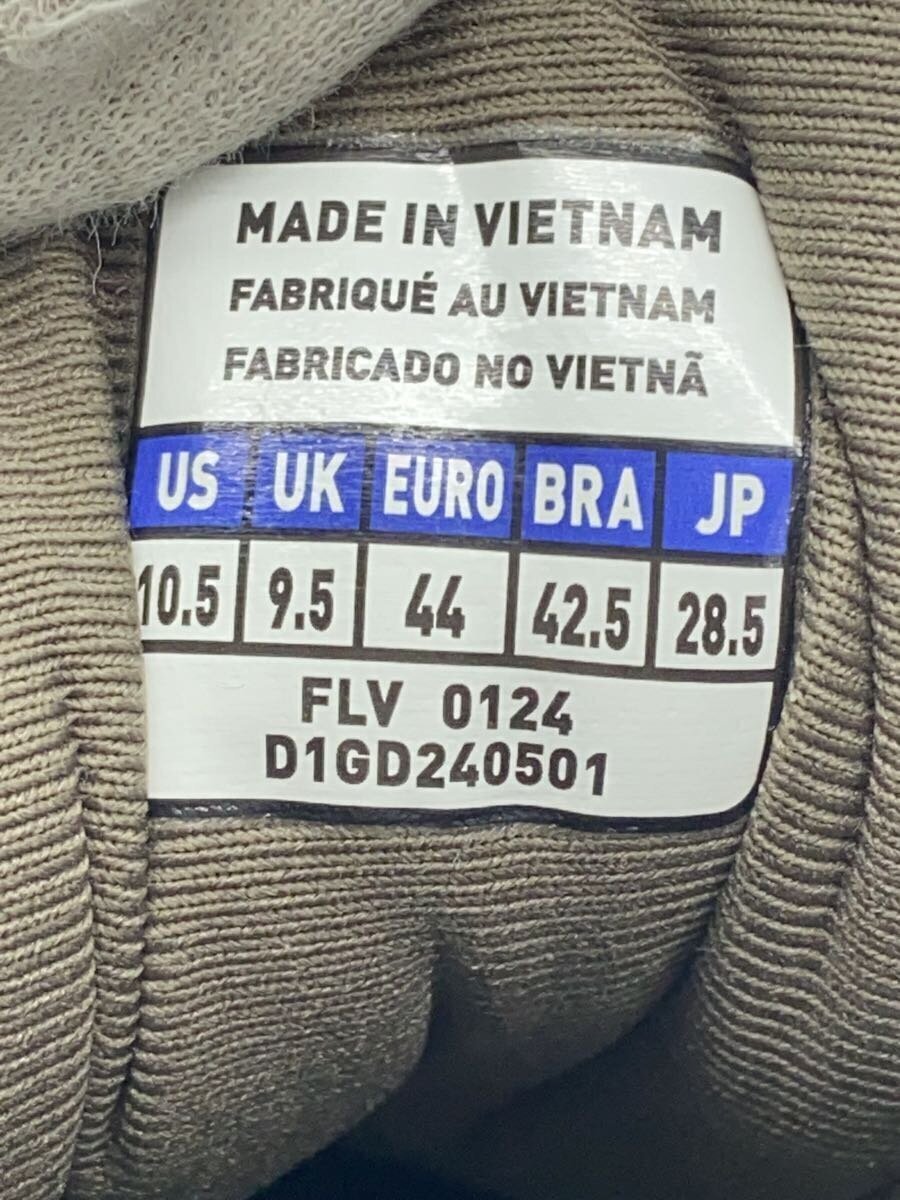 MADE IN VIETNAM
FABRIQUÉ AU VIETNAM
FABRICADO NO VIETNÃ
US UK EURO BRA JP
10.5 9.5 44 42.5 28.5
FLV 0124
D1GD240501